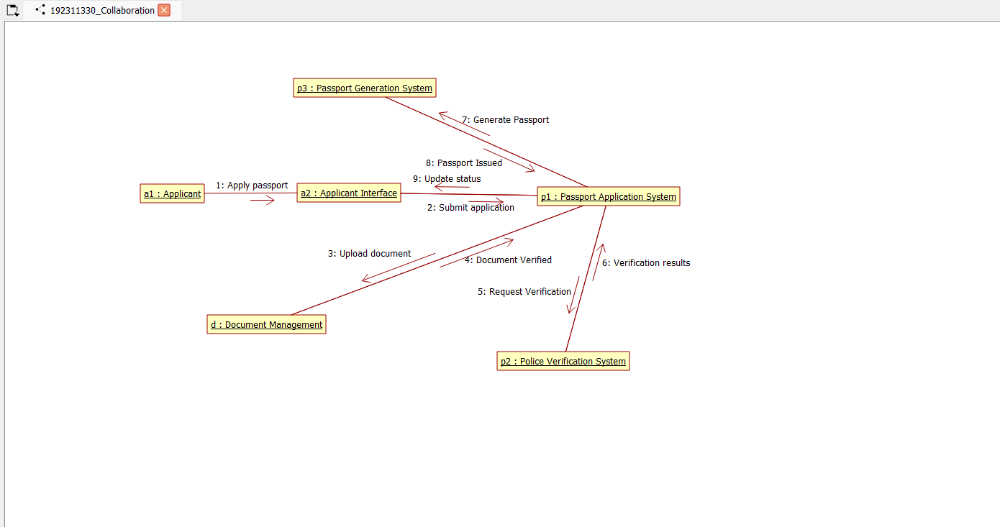 192311330_Collaboration
p3 : Passport Generation System
7: Generate Passport
8: Passport Issued
9: Update status
1: Apply passport
a1 : Applicant
a2 : Applicant Interface
p1 : Passport Application System
2: Submit application
3: Upload document
4: Document Verified
6: Verification results
5: Request Verification
d : Document Management
p2 : Police Verification System